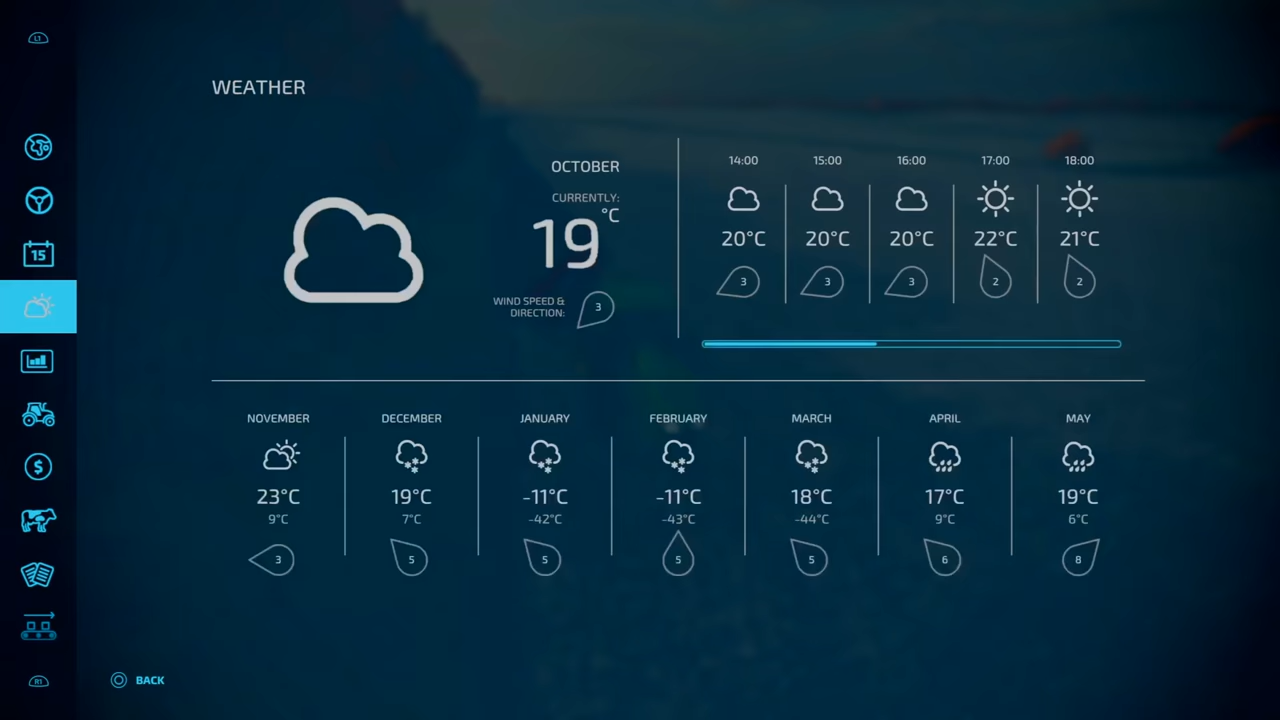 L1
WEATHER
OCTOBER
CURRENTLY:
19 °C
WIND SPEED &
DIRECTION:
3
14:00 15:00 16:00 17:00 18:00
20°C 20°C 20°C 22°C 21°C
3 3 3 2 2
15
$
NOVEMBER DECEMBER JANUARY FEBRUARY MARCH APRIL MAY
23°C 19°C -11°C -11°C 18°C 17°C 19°C
9°C 7°C -42°C -43°C -44°C 9°C 6°C
3 5 5 5 5 6 8
R1
BACK